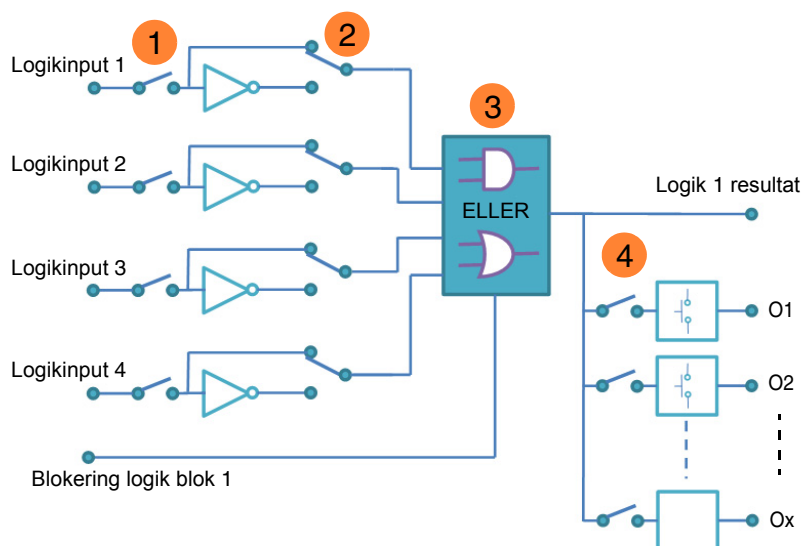 1
2
Logikinput 1
3
Logikinput 2
Logik 1 resultat
ELLER
4
Logikinput 3
O1
Logikinput 4
O2
Blokering logik blok 1
Ox